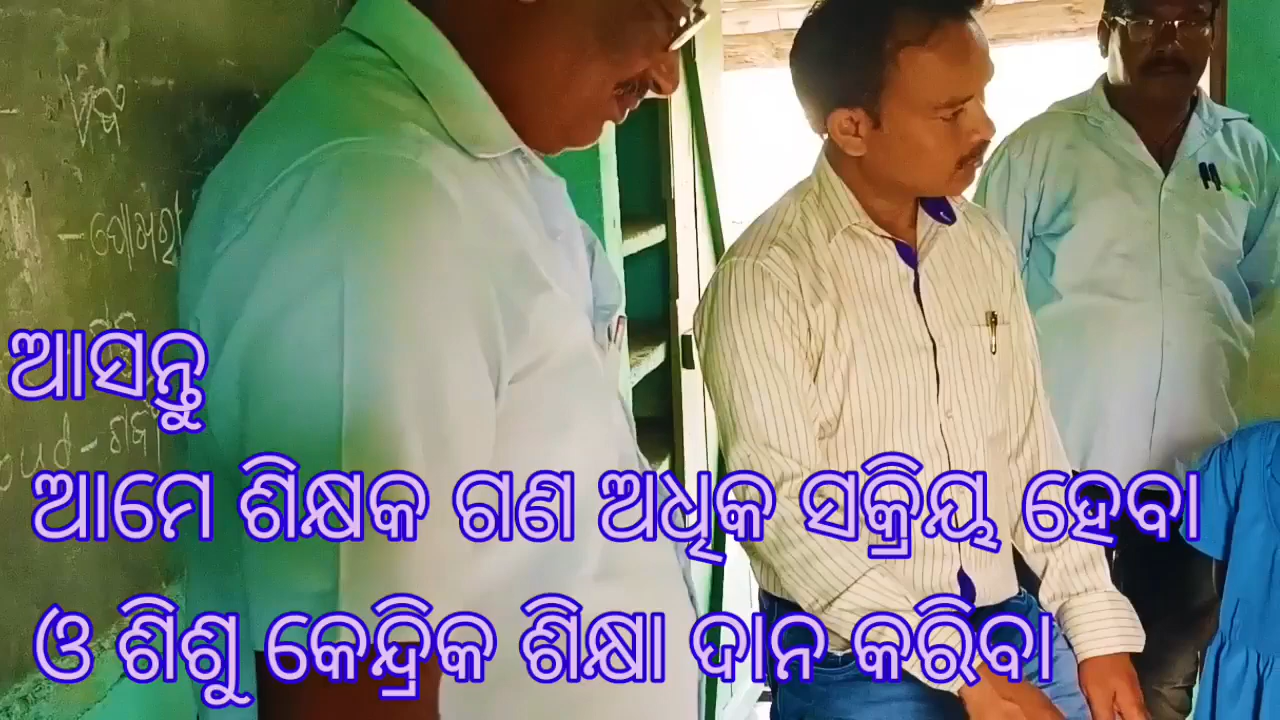 ଆସନ୍ତୁ
ଆମେ ଶିକ୍ଷକ ଗଣ ଅଧିକ ସକ୍ରିୟ ହେବା
ଓ ଶିଶୁ କେନ୍ଦ୍ରିକ ଶିକ୍ଷା ଦାନ କରିବା